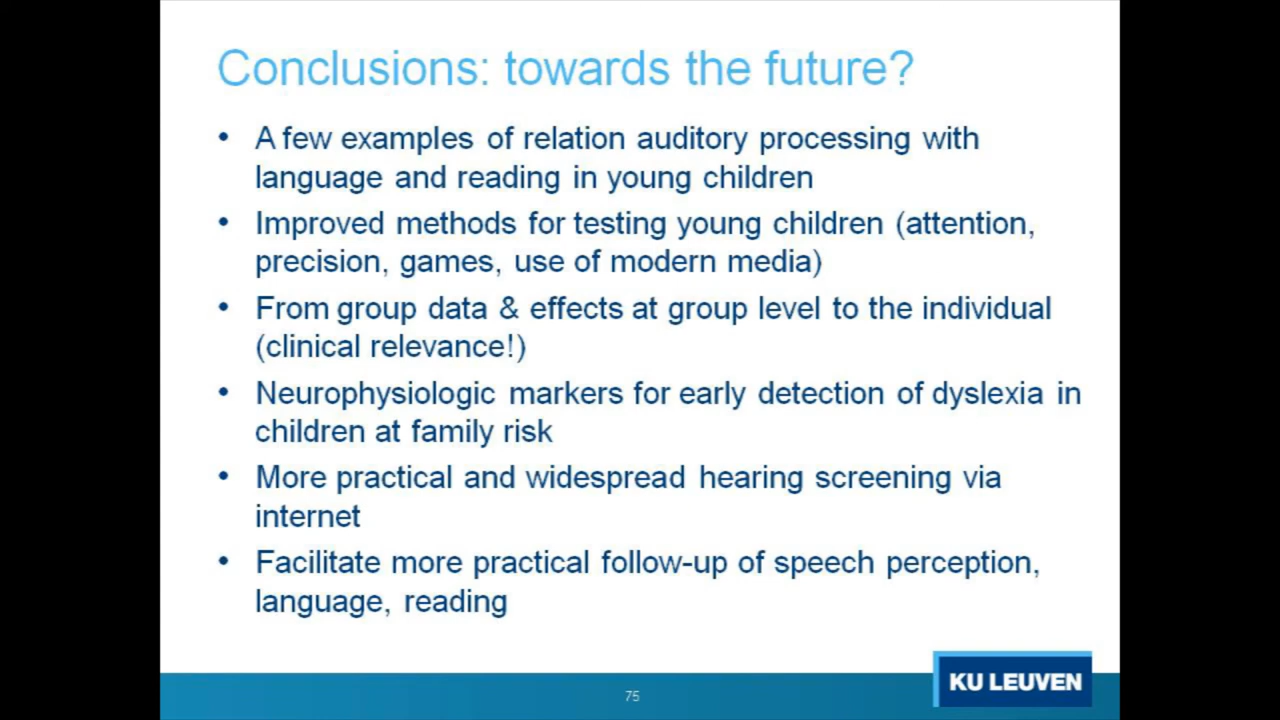 Conclusions: towards the future?
• A few examples of relation auditory processing with
language and reading in young children
• Improved methods for testing young children (attention,
precision, games, use of modern media)
• From group data & effects at group level to the individual
(clinical relevance!)
• Neurophysiologic markers for early detection of dyslexia in
children at family risk
• More practical and widespread hearing screening via
internet
• Facilitate more practical follow-up of speech perception,
language, reading
75
KU LEUVEN